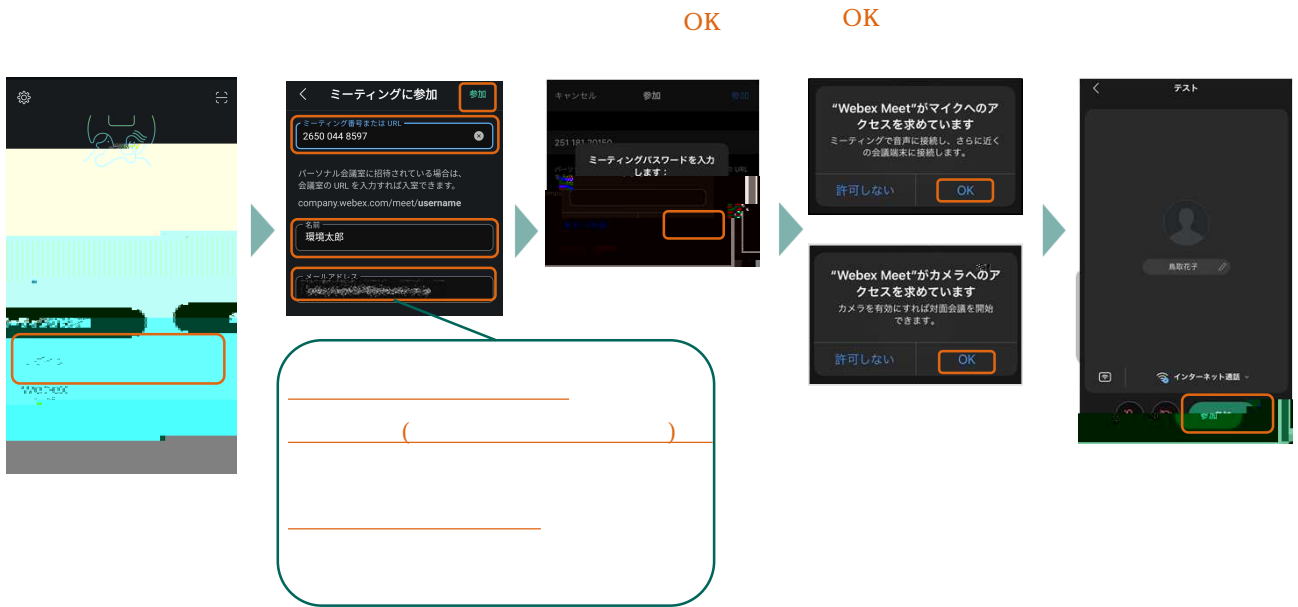 OK
OK
ミーティングに参加
参加
ミーティング番号または URL
2650 044 8597
パーソナル会議室に招待されている場合は、
会議室の URL を入力すれば入室できます。
company.webex.com/meet/username
名前
環境太郎
メールアドレス
( )
キャンセル
参加
参加
251 181 20150
ミーティングパスワードを入力
します：
"Webex Meet"がマイクへのア
クセスを求めています
ミーティングで音声に接続し、さらに近く
の会議端末に接続します。
許可しない
OK
"Webex Meet"がカメラへのア
クセスを求めています
カメラを有効にすれば対面会議を開始
できます。
許可しない
OK
テスト
鳥取花子
インターネット通話
参加